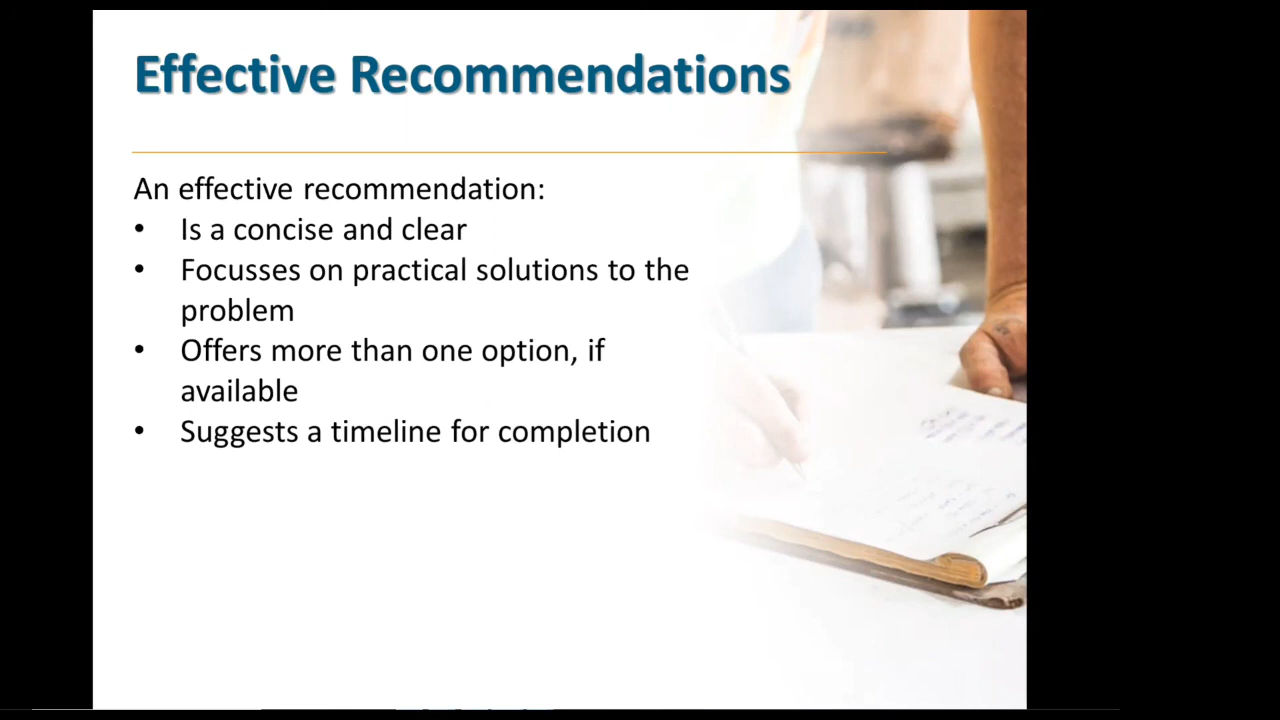 Effective Recommendations
An effective recommendation:
• Is a concise and clear
• Focusses on practical solutions to the
problem
• Offers more than one option, if
available
• Suggests a timeline for completion